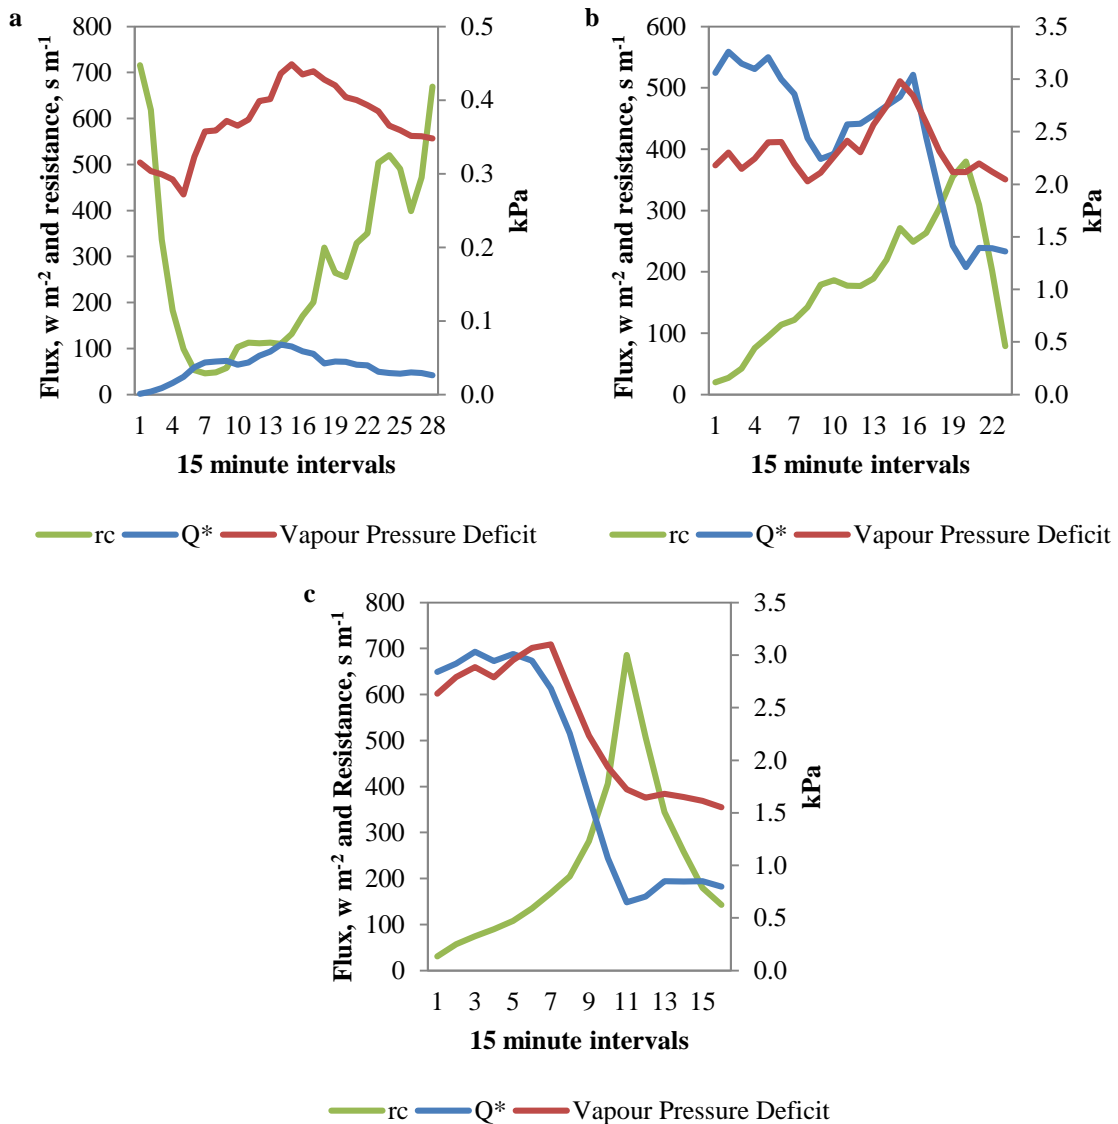 a
Flux, w m-2 and resistance, s m-1
800
700
600
500
400
300
200
100
0
0.5
0.4
0.3
0.2
0.1
0.0
kPa
1 4 7 10 13 16 19 22 25 28
15 minute intervals
rc Q* Vapour Pressure Deficit
b
Flux, w m-2 and resistance, s m-1
600
500
400
300
200
100
0
3.5
3.0
2.5
2.0
1.5
1.0
0.5
0.0
kPa
1 4 7 10 13 16 19 22
15 minute intervals
rc Q* Vapour Pressure Deficit
c
Flux, w m-2 and Resistance, s m-1
800
700
600
500
400
300
200
100
0
3.5
3.0
2.5
2.0
1.5
1.0
0.5
0.0
kPa
1 3 5 7 9 11 13 15
15 minute intervals
rc Q* Vapour Pressure Deficit